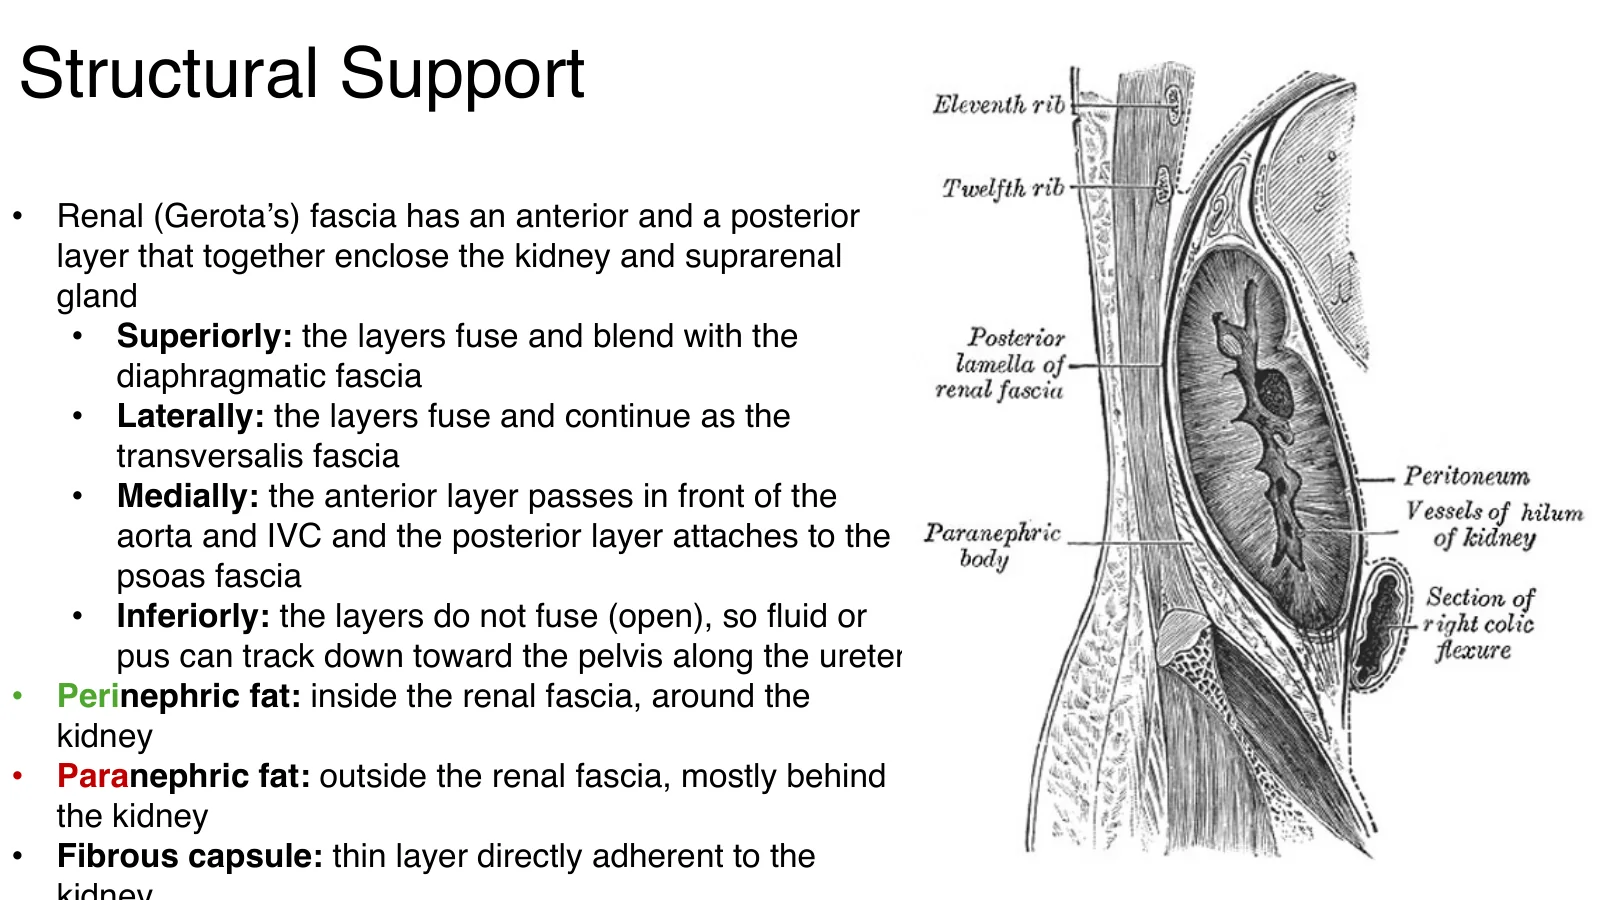 Structural Support
• Renal (Gerota’s) fascia has an anterior and a posterior
layer that together enclose the kidney and suprarenal
gland
• Superiorly: the layers fuse and blend with the
diaphragmatic fascia
• Laterally: the layers fuse and continue as the
transversalis fascia
• Medially: the anterior layer passes in front of the
aorta and IVC and the posterior layer attaches to the
psoas fascia
• Inferiorly: the layers do not fuse (open), so fluid or
pus can track down toward the pelvis along the ureter
• Perinephric fat: inside the renal fascia, around the
kidney
• Paranephric fat: outside the renal fascia, mostly behind
the kidney
• Fibrous capsule: thin layer directly adherent to the
kidney
Eleventh rib
Twelfth rib
Posterior
lamella of
renal fascia
Paranephric
body
Peritoneum
Vessels of hilum
of kidney
Section of
right colic
flexure